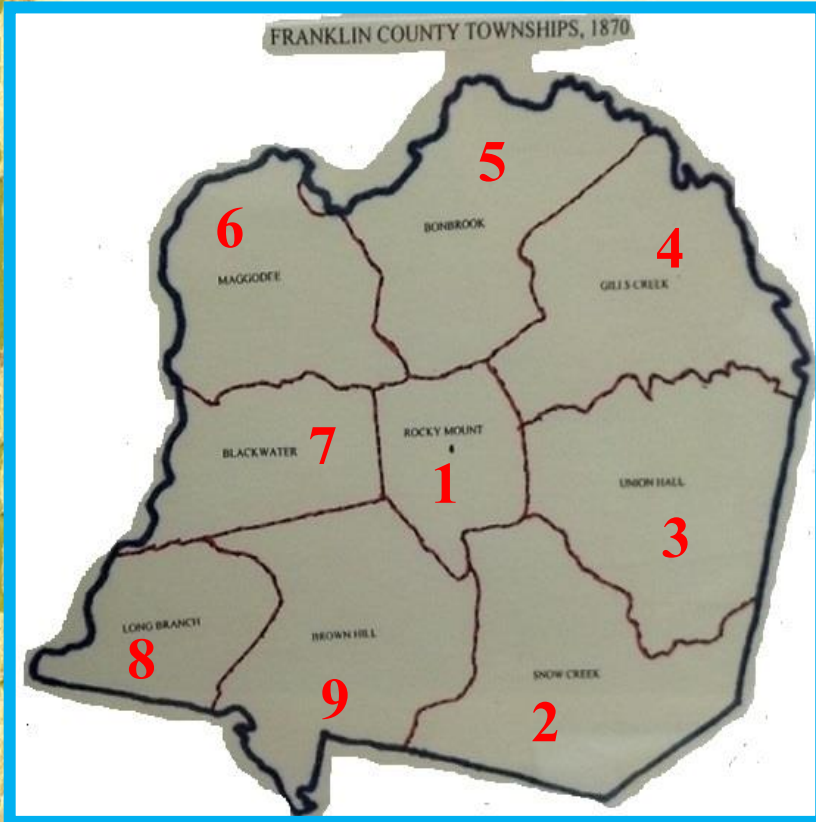 FRANKLIN COUNTY TOWNSHIPS, 1870
5
BONBROOK
6
MAGGODEE
4
GILLS CREEK
ROCKY MOUNT
1
BLACKWATER 7
UNION HALL
3
LONG BRANCH
8
BROWN HILL
9
SNOW CREEK
2